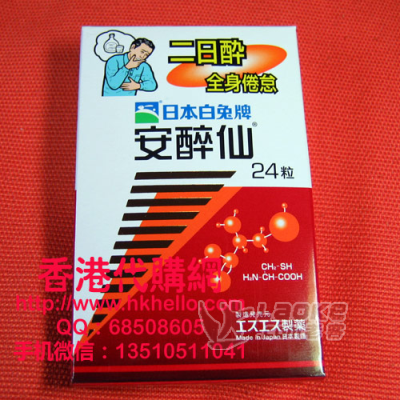 二日酔
全身倦怠
日本白兔牌
安醉仙®
24粒
CH₂·SH
H₂N·CH·COOH
香港代購網
http://www.hkhello.com
QQ：68508605
手机微信：13510511041
エスエス製薬
Made in Japan